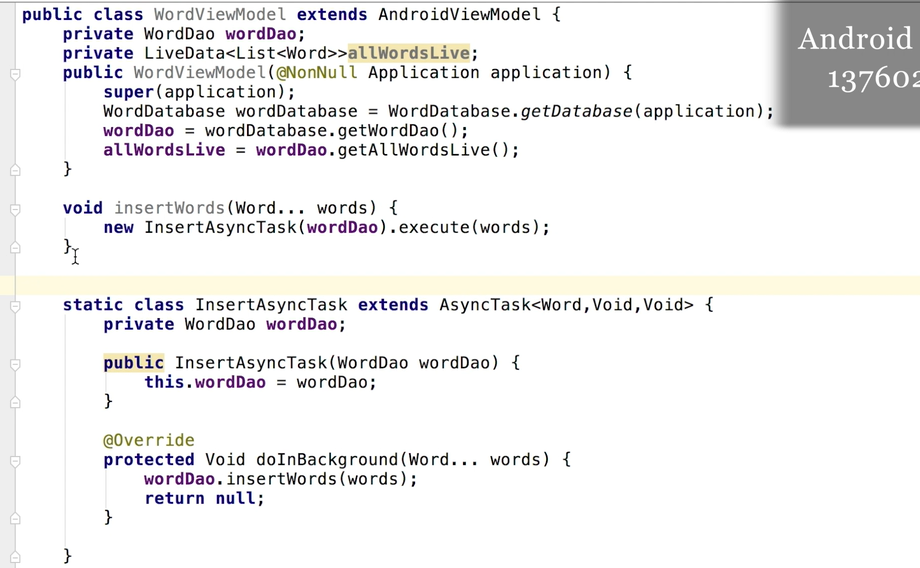 public class WordViewModel extends AndroidViewModel {
private WordDao wordDao;
private LiveData<List<Word>>allWordsLive;
public WordViewModel(@NonNull Application application) {
super(application);
WordDatabase wordDatabase = WordDatabase.getDatabase(application);
wordDao = wordDatabase.getWordDao();
allWordsLive = wordDao.getAllWordsLive();
}
void insertWords(Word... words) {
new InsertAsyncTask(wordDao).execute(words);
}
static class InsertAsyncTask extends AsyncTask<Word,Void,Void> {
private WordDao wordDao;
public InsertAsyncTask(WordDao wordDao) {
this.wordDao = wordDao;
}
@Override
protected Void doInBackground(Word... words) {
wordDao.insertWords(words);
return null;
}
}
Android
137602